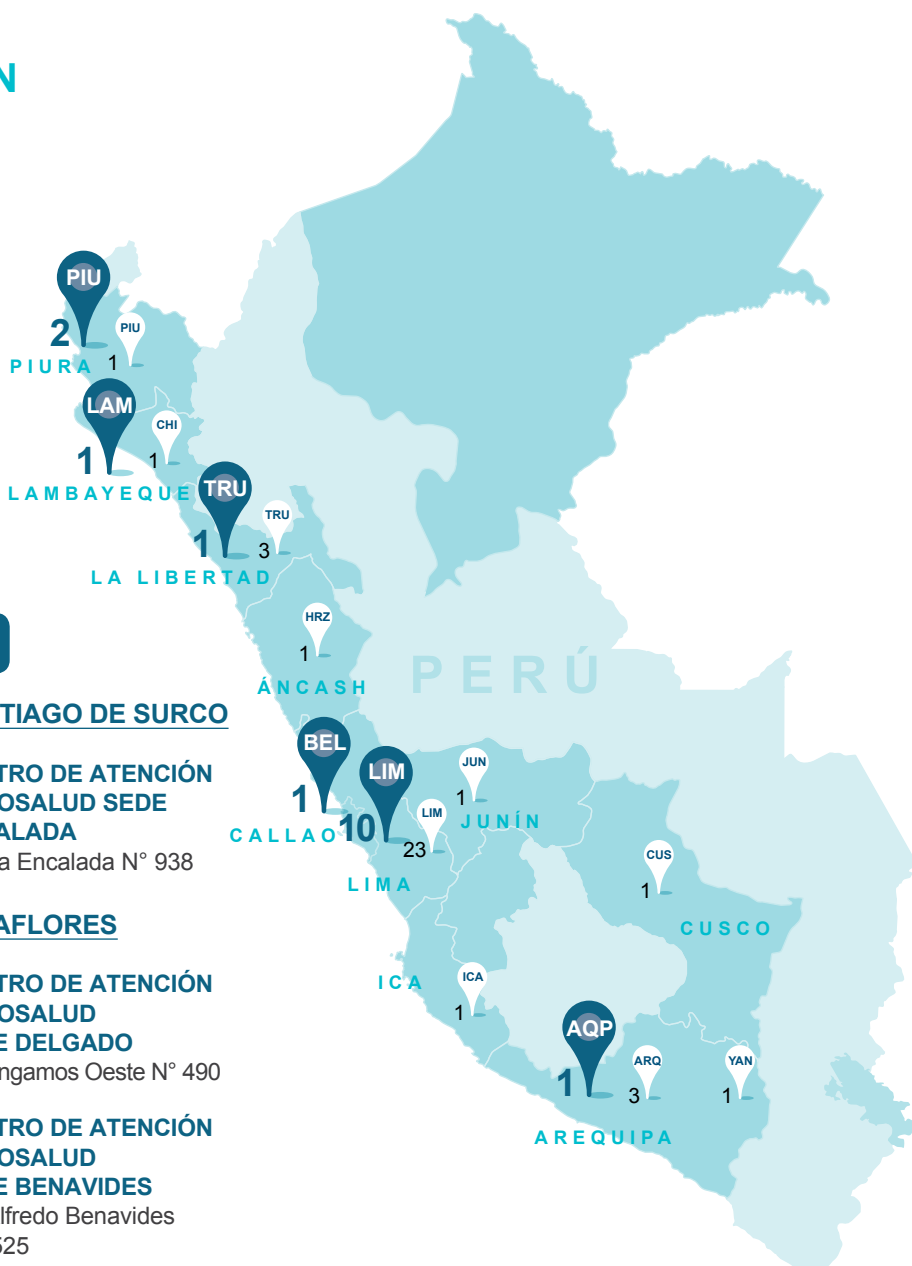 N
PIU
2
PIURA
PIU
1
LAM
1
LAMBAYEQUE
CHI
1
TRU
1
LA LIBERTAD
TRU
3
HRZ
1
ÁNCASH
PERÚ
BEL
1
CALLAO
LIM
10
LIMA
LIM
23
JUN
1
JUNÍN
CUS
1
CUSCO
ICA
ICA
1
AQP
1
AREQUIPA
ARQ
3
YAN
1
TIAGO DE SURCO
TRO DE ATENCIÓN
OSALUD SEDE
ALADA
a Encalada N° 938
AFLORES
TRO DE ATENCIÓN
OSALUD
E DELGADO
ngamos Oeste N° 490
TRO DE ATENCIÓN
OSALUD
E BENAVIDES
lfredo Benavides
525